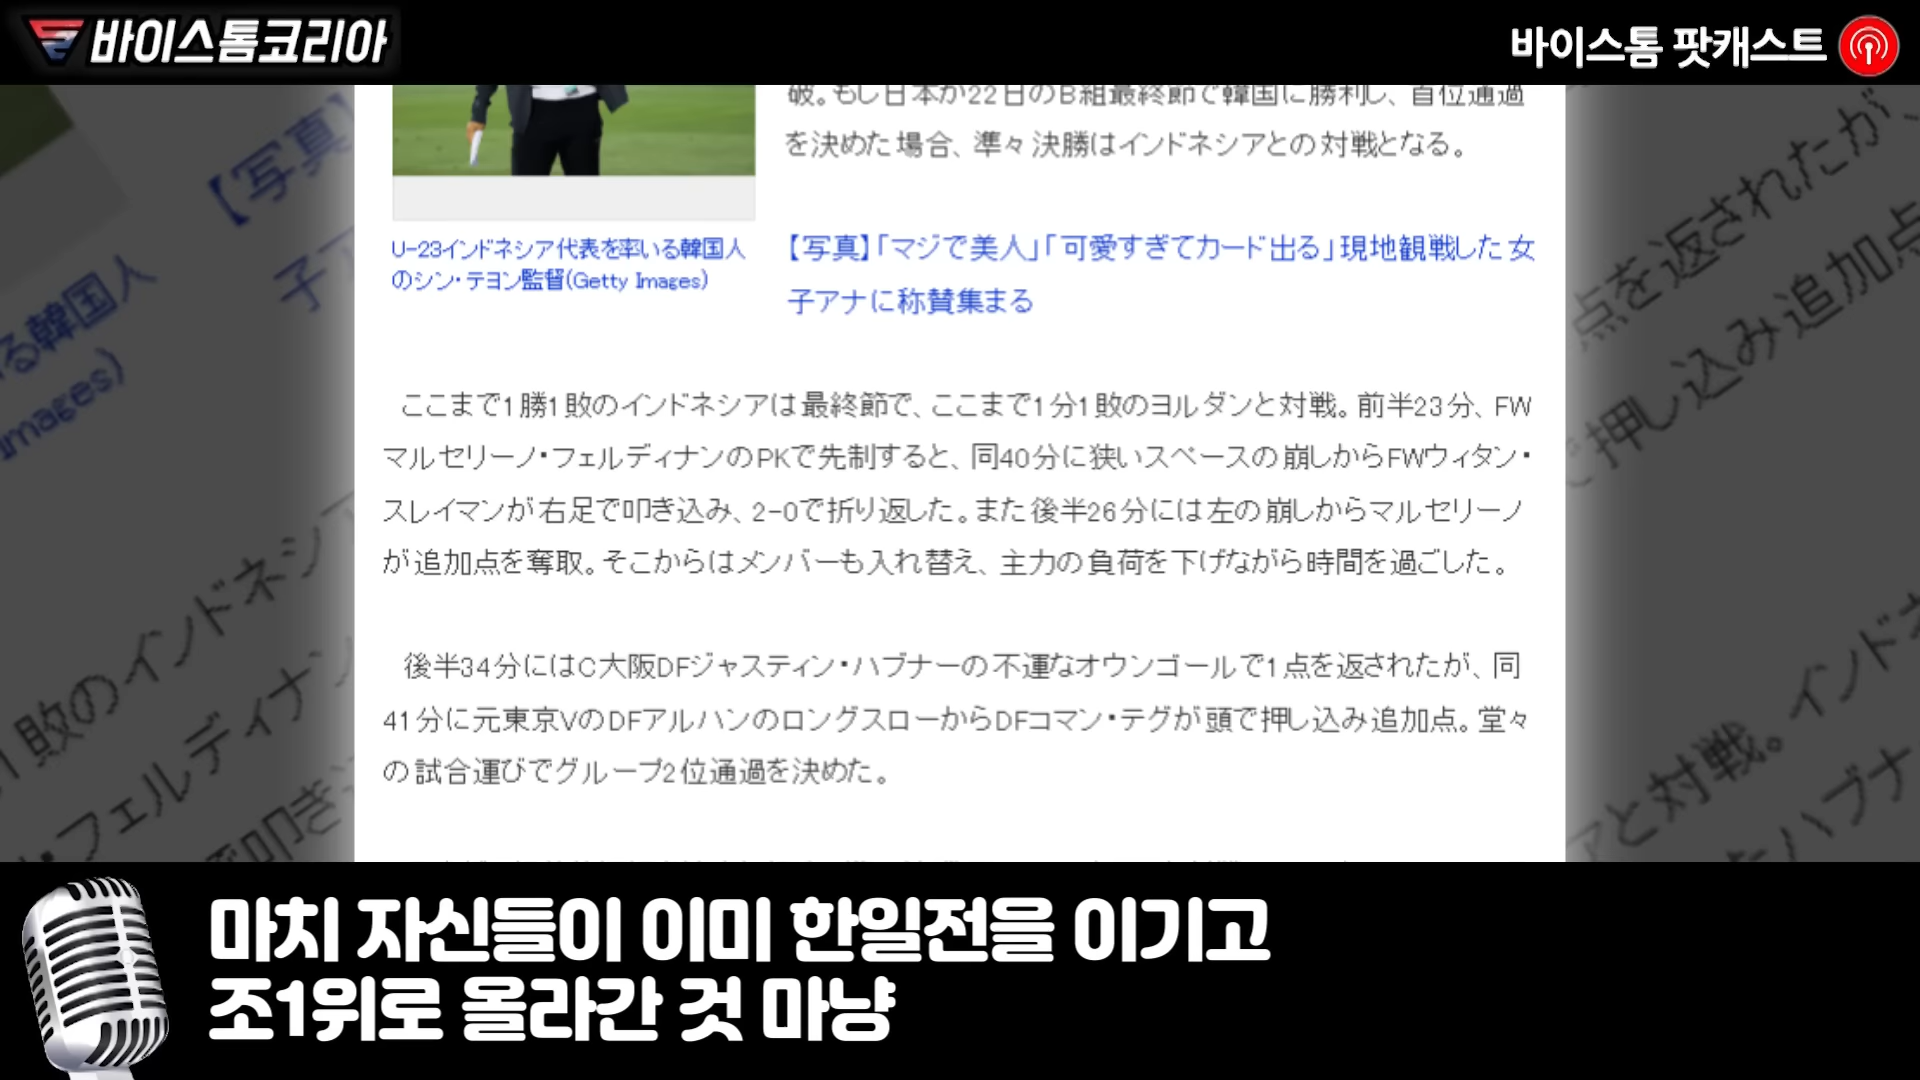 바이스톰코리아
바이스톰 팟캐스트
破。もし日本が22日のB組最終節で韓国に勝利し、首位通過
を決めた場合、準々決勝はインドネシアとの対戦となる。
U-23インドネシア代表を率いる韓国人
のシン・テヨン監督(Getty Images)
【写真】「マジで美人」「可愛すぎてカード出る」現地観戦した女
子アナに称賛集まる
ここまで1勝1敗のインドネシアは最終節で、ここまで1分1敗のヨルダンと対戦。前半23分、FW
マルセリーノ・フェルディナンのPKで先制すると、同40分に狭いスペースの崩しからFWウィタン・
スレイマンが右足で叩き込み、2-0で折り返した。また後半26分には左の崩しからマルセリーノ
が追加点を奪取。そこからはメンバーも入れ替え、主力の負荷を下げながら時間を過ごした。
後半34分にはC大阪DFジャスティン・ハブナーの不運なオウンゴールで1点を返されたが、同
41分に元東京VのDFアルハンのロングスローからDFコマン・テグが頭で押し込み追加点。堂々
の試合運びでグループ2位通過を決めた。
마치 자신들이 이미 한일전을 이기고
조1위로 올라간 것 마냥